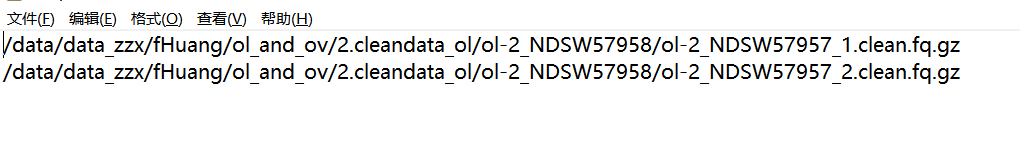 文件(F) 编辑(E) 格式(O) 查看(V) 帮助(H)
/data/data_zzx/fHuang/ol_and_ov/2.cleandata_ol/ol-2_NDSW57958/ol-2_NDSW57957_1.clean.fq.gz
/data/data_zzx/fHuang/ol_and_ov/2.cleandata_ol/ol-2_NDSW57958/ol-2_NDSW57957_2.clean.fq.gz